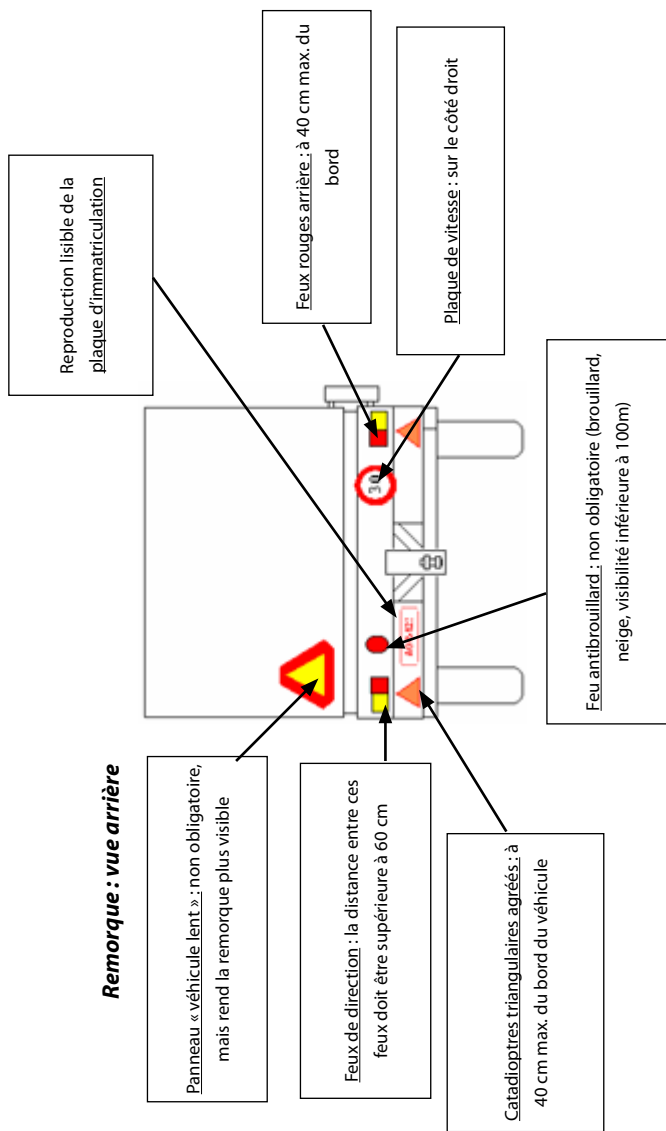 Remorque : vue arrière
Reproduction lisible de la
plaque d'immatriculation
Panneau « véhicule lent » : non obligatoire,
mais rend la remorque plus visible
Feux rouges arrière : à 40 cm max. du
bord
Feux de direction : la distance entre ces
feux doit être supérieure à 60 cm
30
Plaque de vitesse : sur le côté droit
Catadioptres triangulaires agréés : à
40 cm max. du bord du véhicule
Feu antibrouillard : non obligatoire (brouillard,
neige, visibilité inférieure à 100m)